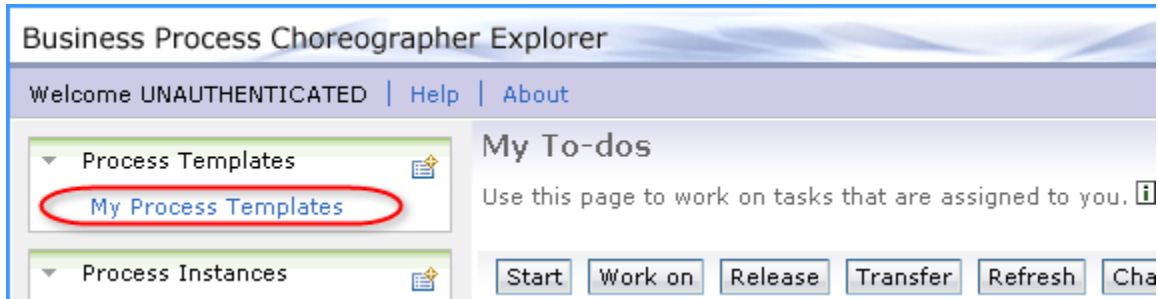 Business Process Choreographer Explorer
Welcome UNAUTHENTICATED | Help | About
Process Templates
My Process Templates
Process Instances
My To-dos
Use this page to work on tasks that are assigned to you.
Start Work on Release Transfer Refresh Cha